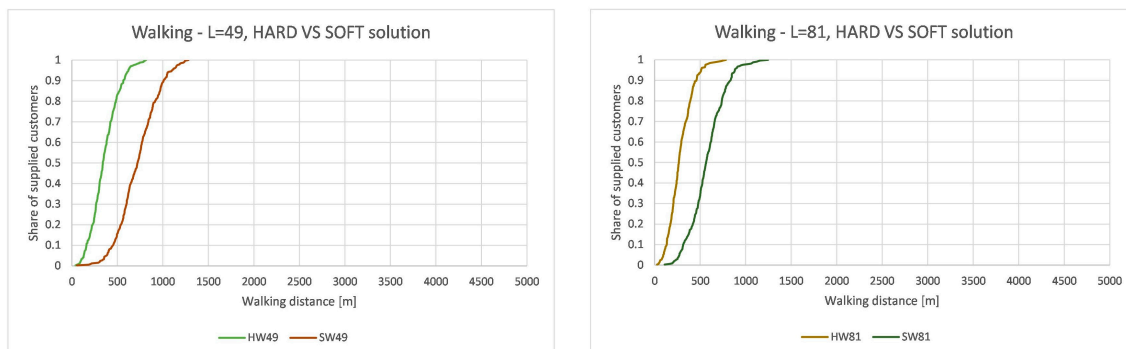 Walking - L=49, HARD VS SOFT solution
1
0.9
0.8
0.7
0.6
0.5
0.4
0.3
0.2
0.1
0
Share of supplied customers
0 500 1000 1500 2000 2500 3000 3500 4000 4500 5000
Walking distance [m]
HW49 SW49
Walking - L=81, HARD VS SOFT solution
1
0.9
0.8
0.7
0.6
0.5
0.4
0.3
0.2
0.1
0
Share of supplied customers
0 500 1000 1500 2000 2500 3000 3500 4000 4500 5000
Walking distance [m]
HW81 SW81